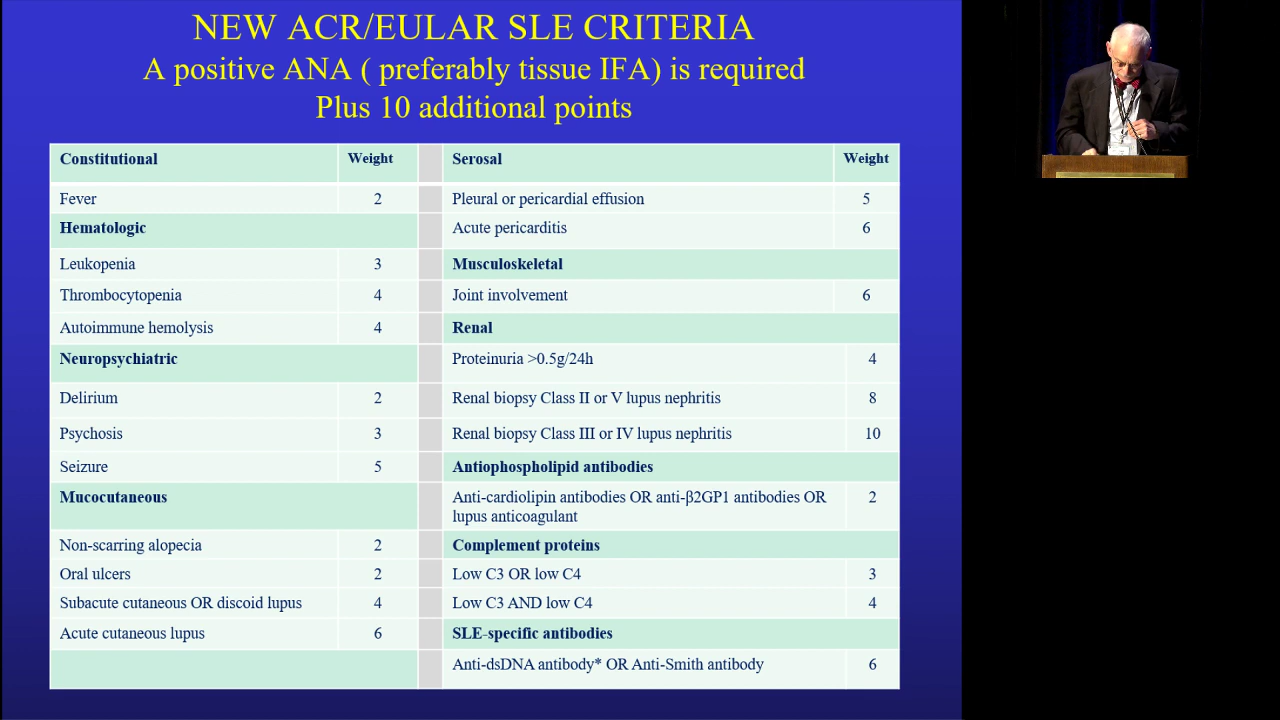 NEW ACR/EULAR SLE CRITERIA
A positive ANA ( preferably tissue IFA) is required
Plus 10 additional points
Constitutional Weight
Fever 2
Hematologic
Leukopenia 3
Thrombocytopenia 4
Autoimmune hemolysis 4
Neuropsychiatric
Delirium 2
Psychosis 3
Seizure 5
Mucocutaneous
Non-scarring alopecia 2
Oral ulcers 2
Subacute cutaneous OR discoid lupus 4
Acute cutaneous lupus 6
Serosal Weight
Pleural or pericardial effusion 5
Acute pericarditis 6
Musculoskeletal
Joint involvement 6
Renal
Proteinuria >0.5g/24h 4
Renal biopsy Class II or V lupus nephritis 8
Renal biopsy Class III or IV lupus nephritis 10
Antiophospholipid antibodies
Anti-cardiolipin antibodies OR anti-β2GP1 antibodies OR 2
lupus anticoagulant
Complement proteins
Low C3 OR low C4 3
Low C3 AND low C4 4
SLE-specific antibodies
Anti-dsDNA antibody* OR Anti-Smith antibody 6